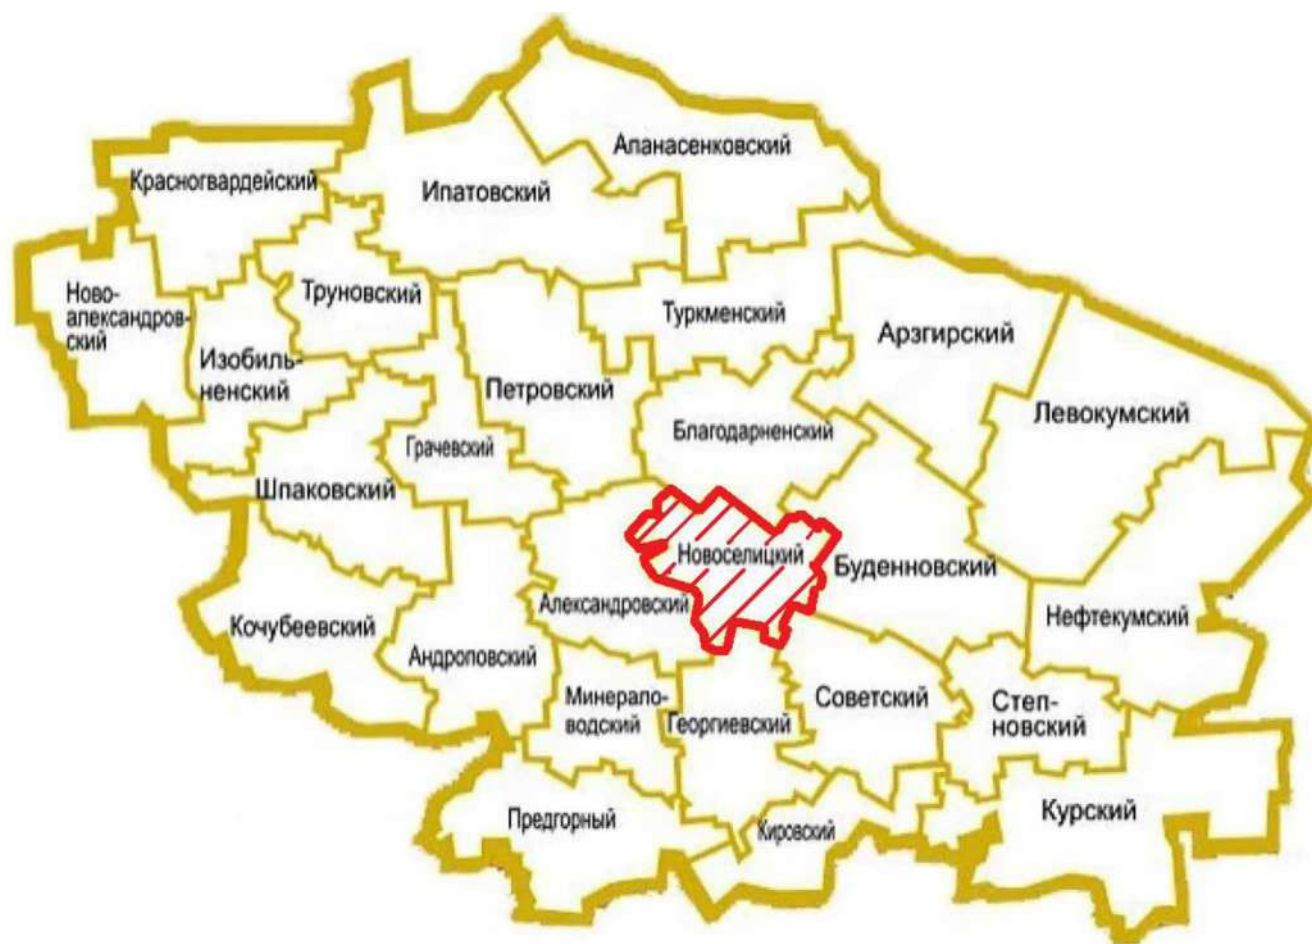 Апанасенковский
Красногвардейский
Ипатовский
Ново-
александров-
ский
Труновский
Туркменский
Арзгирский
Изобиль-
ненский
Петровский
Левокумский
Грачевский
Благодарненский
Шпаковский
Новоселицкий
Буденновский
Александровский
Кочубеевский
Нефтекумский
Андроповский
Минерало-
водский
Георгиевский
Советский
Степ-
новский
Предгорный
Кировский
Курский